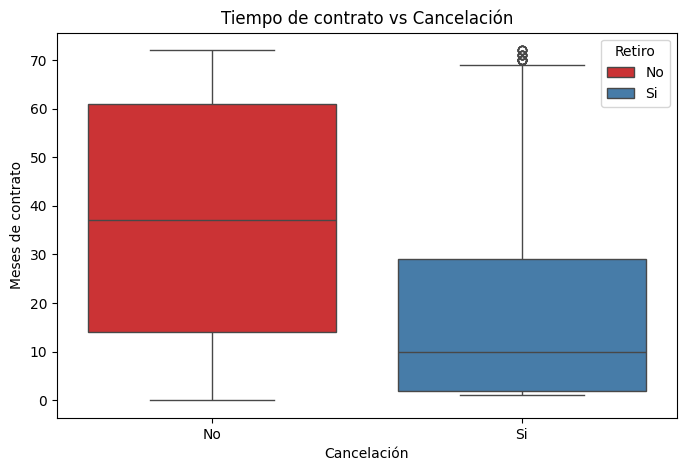 Tiempo de contrato vs Cancelación
Retiro
No
Si
Meses de contrato
70
60
50
40
30
20
10
0
No
Si
Cancelación